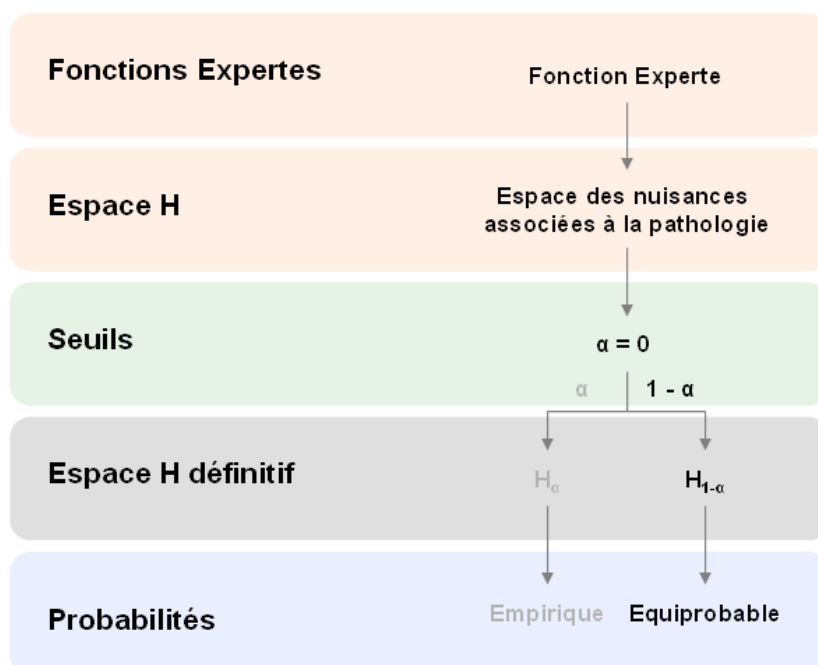 Fonctions Expertes
Fonction Experte
Espace H
Espace des nuisances
associées à la pathologie
Seuils
α = 0
α
1 - α
Espace H définitif
Hα
H1-α
Probabilités
Empirique
Equiprobable